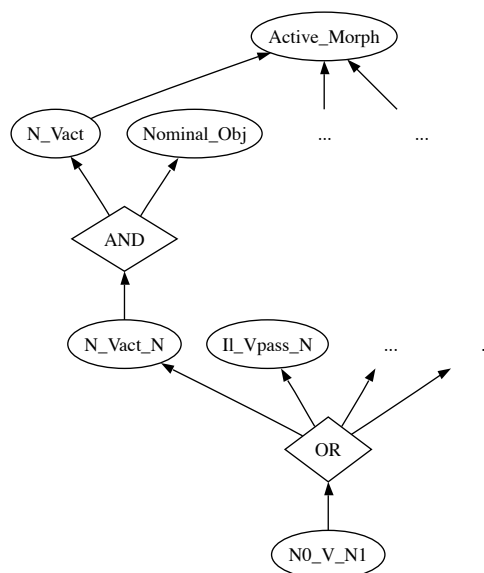 Active_Morph
N_Vact
Nominal_Obj
...
...
AND
N_Vact_N
Il_Vpass_N
...
.
OR
N0_V_N1